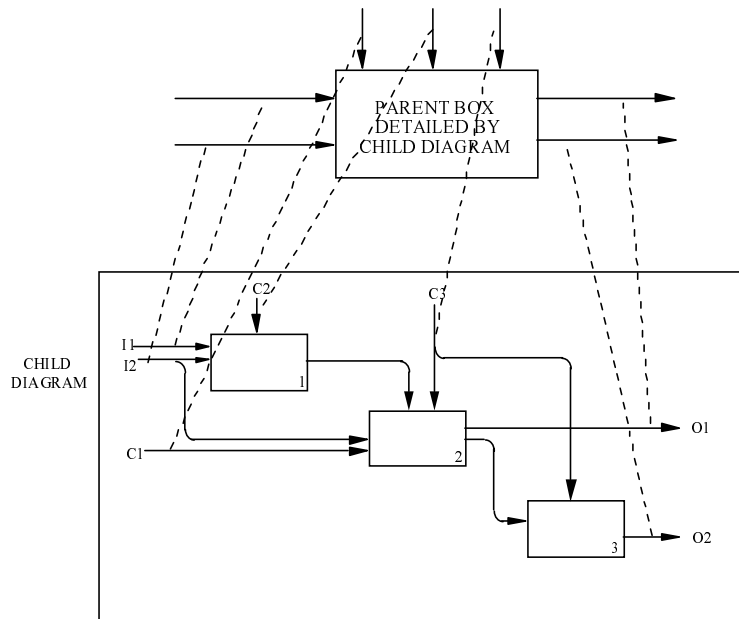 PARENT BOX
DETAILED BY
CHILD DIAGRAM
C2
C3
I1
I2
1
CHILD
DIAGRAM
C1
2
O1
3
O2